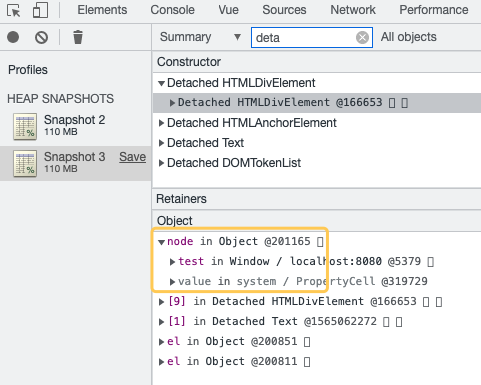 Elements Console Vue Sources Network Performance
Summary deta All objects
Profiles
HEAP SNAPSHOTS
Snapshot 2
110 MB
Snapshot 3 Save
110 MB
Constructor
Detached HTMLDivElement
Detached HTMLDivElement @166653
Detached HTMLAnchorElement
Detached Text
Detached DOMTokenList
Retainers
Object
node in Object @201165
test in Window / localhost:8080 @5379
value in system / PropertyCell @319729
[9] in Detached HTMLDivElement @166653
[1] in Detached Text @1565062272
el in Object @200851
el in Object @200811